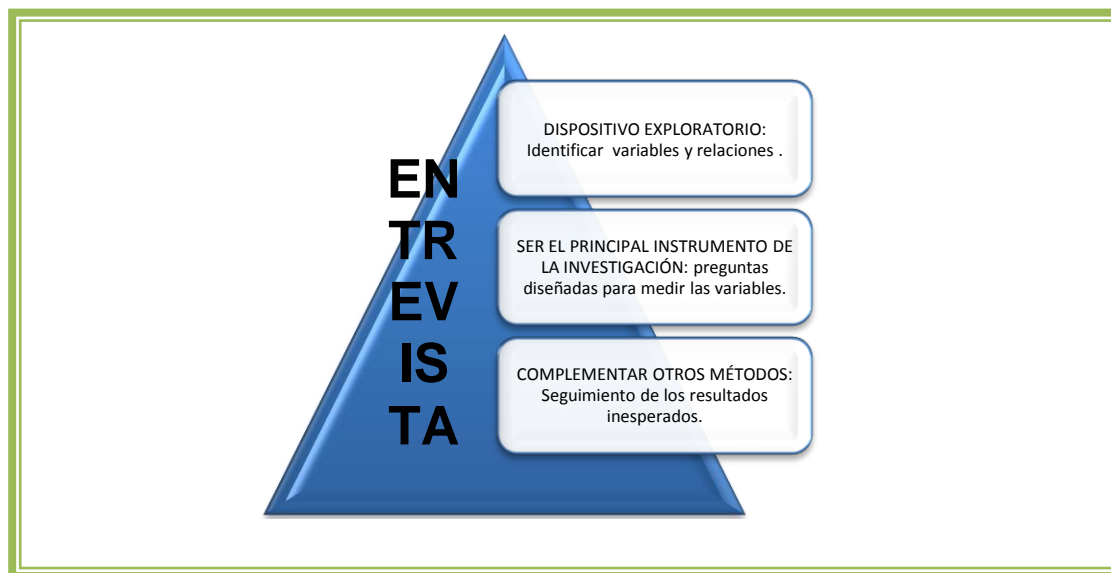 EN
TR
EV
IS
TA
DISPOSITIVO EXPLORATORIO:
Identificar variables y relaciones .
SER EL PRINCIPAL INSTRUMENTO DE
LA INVESTIGACIÓN: preguntas
diseñadas para medir las variables.
COMPLEMENTAR OTROS MÉTODOS:
Seguimiento de los resultados
inesperados.